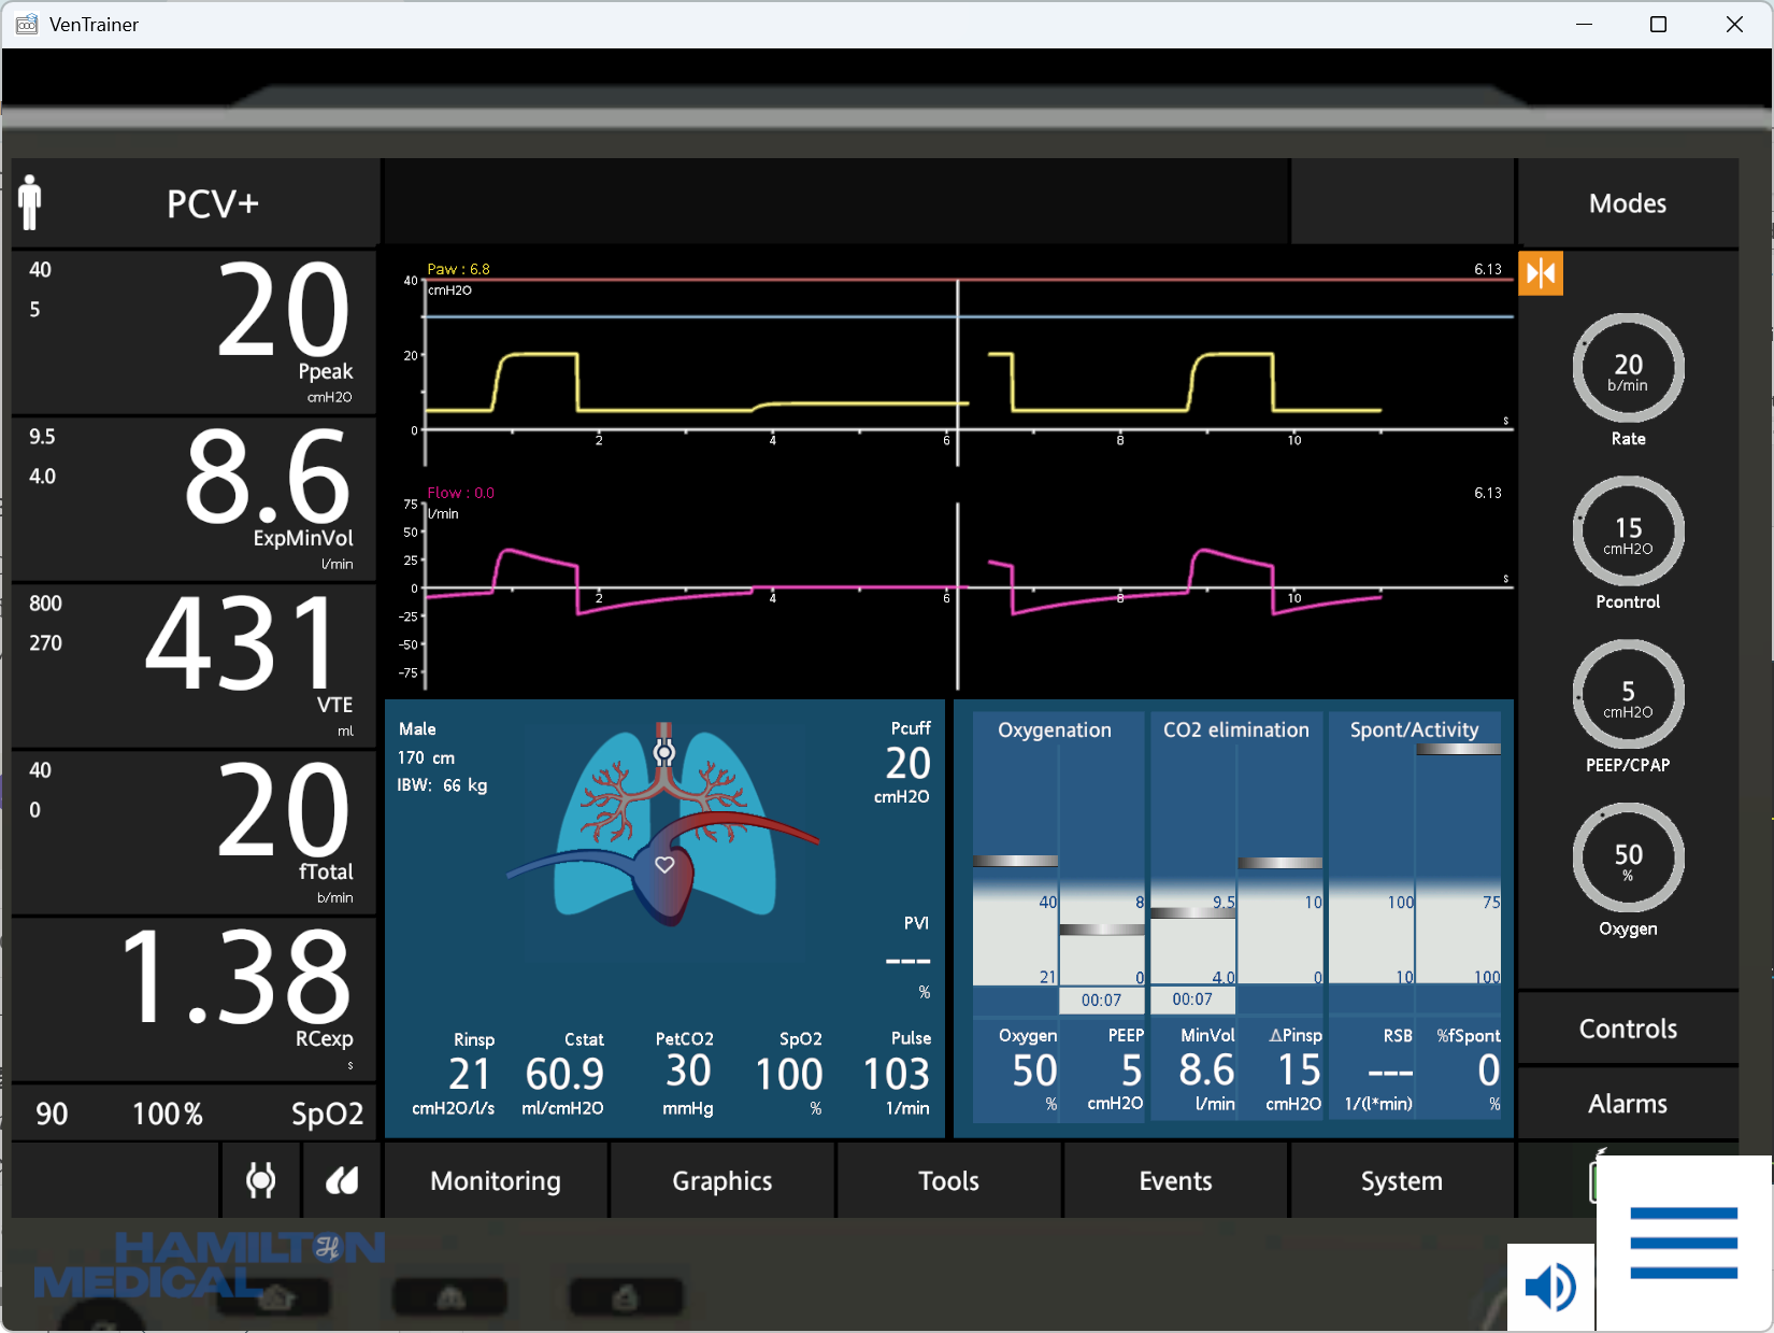 VenTrainer
PCV+
Modes
40
5
20
Ppeak
cmH2O
9.5
4.0
8.6
ExpMinVol
l/min
800
270
431
VTE
ml
40
0
20
fTotal
b/min
1.38
RCexp
s
90 100% SpO2
Paw : 6.8 6.13
40 cmH2O
20
0
2 4 6 8 10 s
Flow : 0.0 6.13
75 l/min
50
25
0
2 4 6 8 10 s
-25
-50
-75
Male
170 cm
IBW: 66 kg
Pcuff
20
cmH2O
PVI
---
%
Rinsp Cstat PetCO2 SpO2 Pulse
21 60.9 30 100 103
cmH2O/l/s ml/cmH2O mmHg % 1/min
Oxygenation CO2 elimination Spont/Activity
40 8 9.5 10 100 75
21 0 4.0 0 10 100
00:07 00:07
Oxygen PEEP MinVol ΔPinsp RSB %fSpont
50 5 8.6 15 --- 0
% cmH2O l/min cmH2O 1/(l*min) %
20
b/min
Rate
15
cmH2O
Pcontrol
5
cmH2O
PEEP/CPAP
50
%
Oxygen
Controls
Alarms
Monitoring Graphics Tools Events System
HAMILTON
MEDICAL